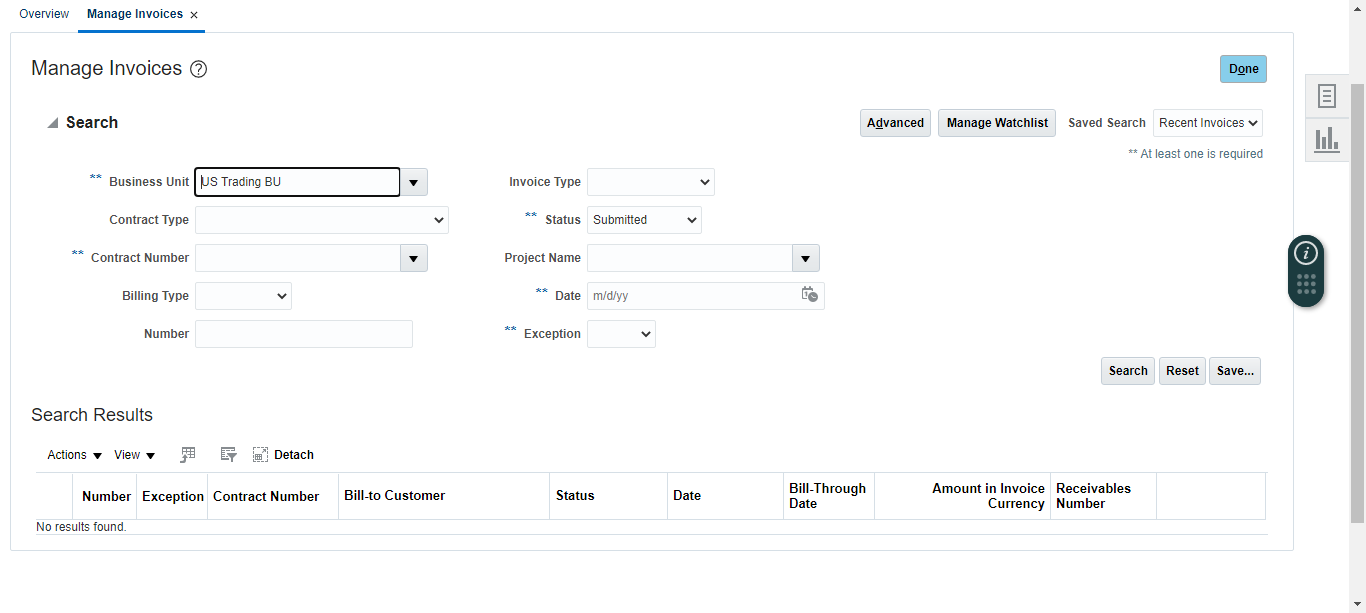 Overview Manage Invoices ×
Manage Invoices ?
Done
Search
Advanced Manage Watchlist Saved Search Recent Invoices
** At least one is required
** Business Unit US Trading BU Invoice Type
Contract Type ** Status Submitted
** Contract Number Project Name
Billing Type ** Date m/d/yy
Number ** Exception
Search Reset Save...
Search Results
Actions View Detach
Number Exception Contract Number Bill-to Customer Status Date Bill-Through Date Amount in Invoice Currency Receivables Number
No results found.